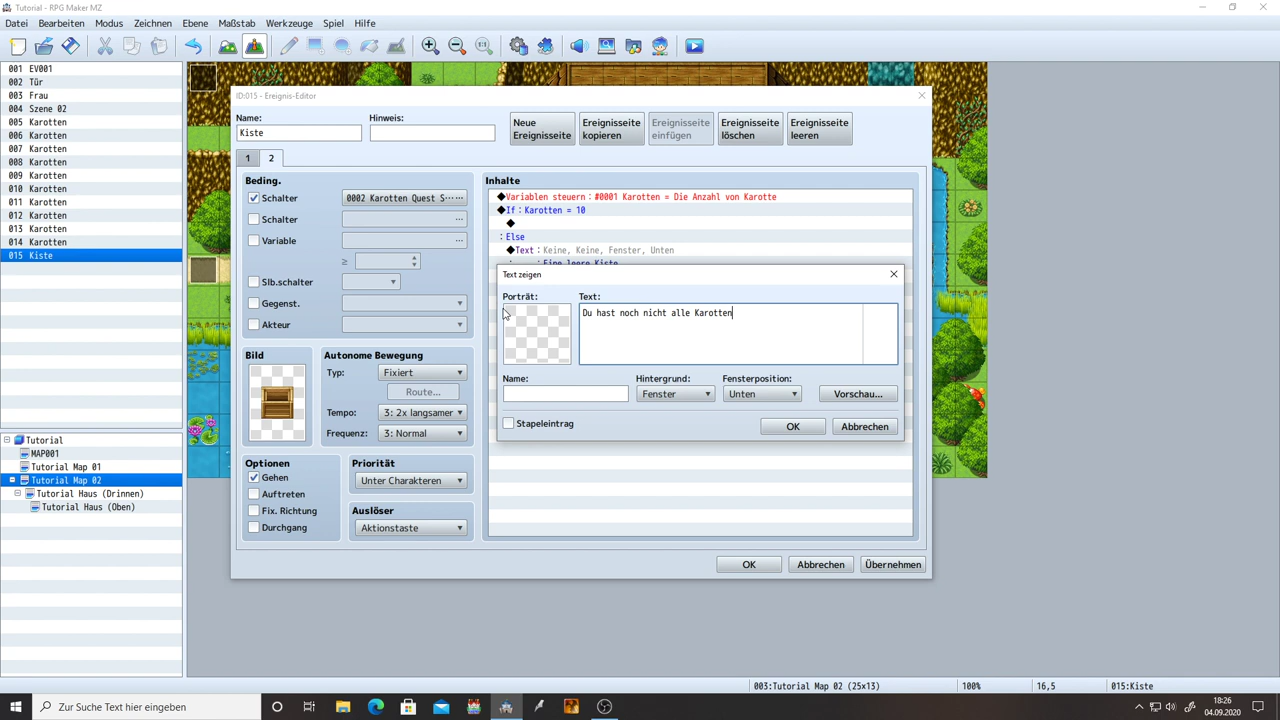 Tutorial - RPG Maker MZ
Datei Bearbeiten Modus Zeichnen Ebene Maßstab Werkzeuge Spiel Hilfe
001 EV001
002 Tür
003 Frau
004 Szene 02
005 Karotten
006 Karotten
007 Karotten
008 Karotten
009 Karotten
010 Karotten
011 Karotten
012 Karotten
013 Karotten
014 Karotten
015 Kiste
Tutorial
MAP001
Tutorial Map 01
Tutorial Map 02
Tutorial Haus (Drinnen)
Tutorial Haus (Oben)
ID:015 - Ereignis-Editor
Name:
Kiste
Hinweis:
Neue Ereignisseite
Ereignisseite kopieren
Ereignisseite einfügen
Ereignisseite löschen
Ereignisseite leeren
1 2
Beding.
Schalter 0002 Karotten Quest S··· ···
Schalter ···
Variable ···
≥
Slb.schalter
Gegenst.
Akteur
Bild
Autonome Bewegung
Typ: Fixiert
Route...
Tempo: 3: 2x langsamer
Frequenz: 3: Normal
Optionen
Gehen
Auftreten
Fix. Richtung
Durchgang
Priorität
Unter Charakteren
Auslöser
Aktionstaste
Inhalte
◆Variablen steuern：#0001 Karotten = Die Anzahl von Karotte
◆If：Karotten = 10
◆
：Else
◆Text：Keine, Keine, Fenster, Unten
： ：Eine leere Kiste
Text zeigen
Porträt:
Text:
Du hast noch nicht alle Karotten
Name:
Hintergrund:
Fenster
Fensterposition:
Unten
Vorschau...
Stapeleintrag
OK Abbrechen
OK Abbrechen Übernehmen
003:Tutorial Map 02 (25×13) 100% 16,5 015:Kiste
Zur Suche Text hier eingeben
18:26
04.09.2020